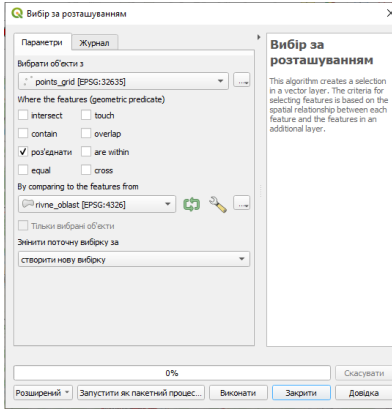 Вибір за розташуванням
Параметри
Журнал
Вибрати об'єкти з
points_grid [EPSG:32635]
...
Where the features (geometric predicate)
intersect
touch
contain
overlap
роз'єднати
are within
equal
cross
By comparing to the features from
rivne_oblast [EPSG:4326]
...
Тільки вибрані об'єкти
Змінити поточну вибірку за
створити нову вибірку
Вибір за
розташуванням
This algorithm creates a selection
in a vector layer. The criteria for
selecting features is based on the
spatial relationship between each
feature and the features in an
additional layer.
0%
Скасувати
Розширений
Запустити як пакетний процес...
Виконати
Закрити
Довідка